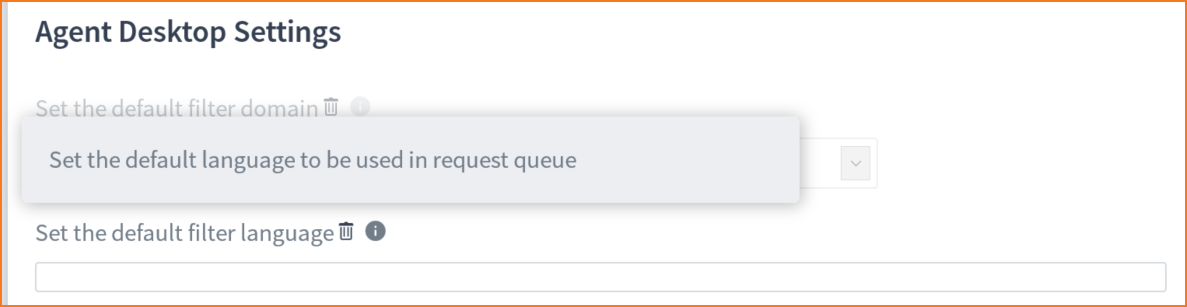 Agent Desktop Settings
Set the default filter domain
Set the default language to be used in request queue
Set the default filter language